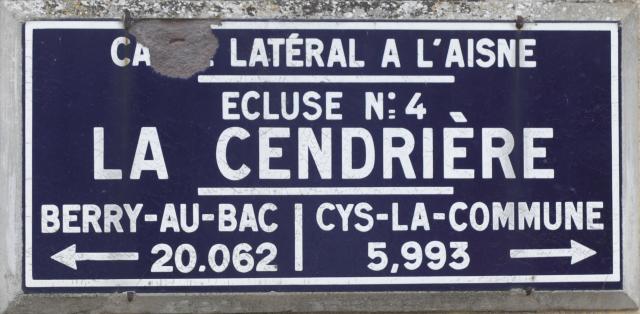 LATÉRAL A L'AISNE
ECLUSE N: 4
LA CENDRIÈRE
BERRY-AU-BAC CYS-LA-COMMUNE
20.062 5,993